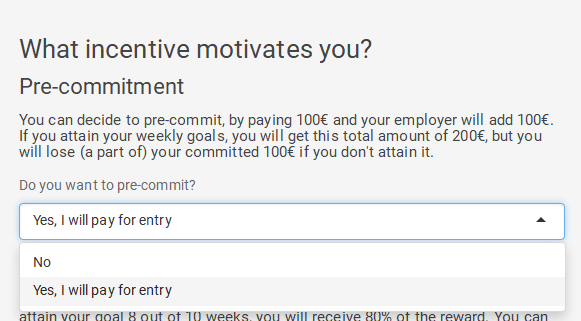 What incentive motivates you?
Pre-commitment
You can decide to pre-commit, by paying 100€ and your employer will add 100€.
If you attain your weekly goals, you will get this total amount of 200€, but you
will lose (a part of) your committed 100€ if you don't attain it.
Do you want to pre-commit?
Yes, I will pay for entry
No
Yes, I will pay for entry
attain your goal 8 out of 10 weeks, you will receive 80% of the reward. You can